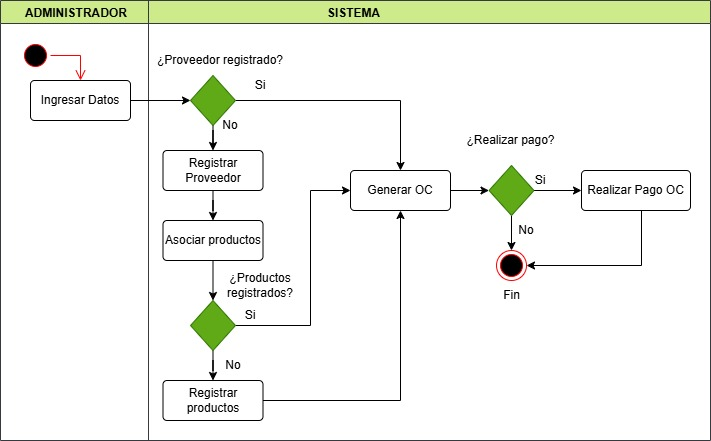 ADMINISTRADOR
SISTEMA
¿Proveedor registrado?
Si
Ingresar Datos
No
¿Realizar pago?
Registrar
Proveedor
Generar OC
Si
Realizar Pago OC
Asociar productos
No
¿Productos
registrados?
Fin
Si
No
Registrar
productos